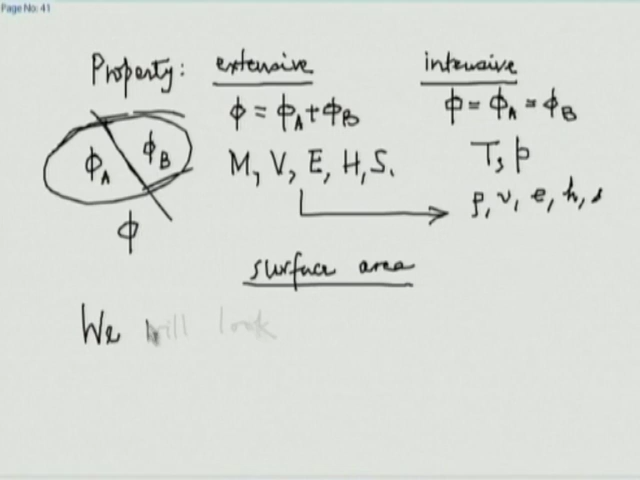 Page No: 41
Property: extensive intensive
ϕ = ϕA + ϕB ϕ = ϕA = ϕB
ϕA ϕB M, V, E, H, S. T, p
ρ, v, e, h, s
ϕ
surface area
We will look